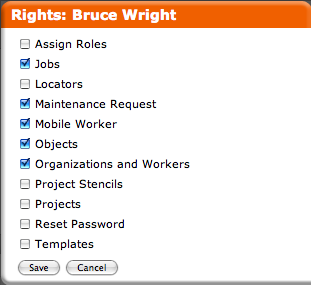 Rights: Bruce Wright
Assign Roles
Jobs
Locators
Maintenance Request
Mobile Worker
Objects
Organizations and Workers
Project Stencils
Projects
Reset Password
Templates
Save Cancel